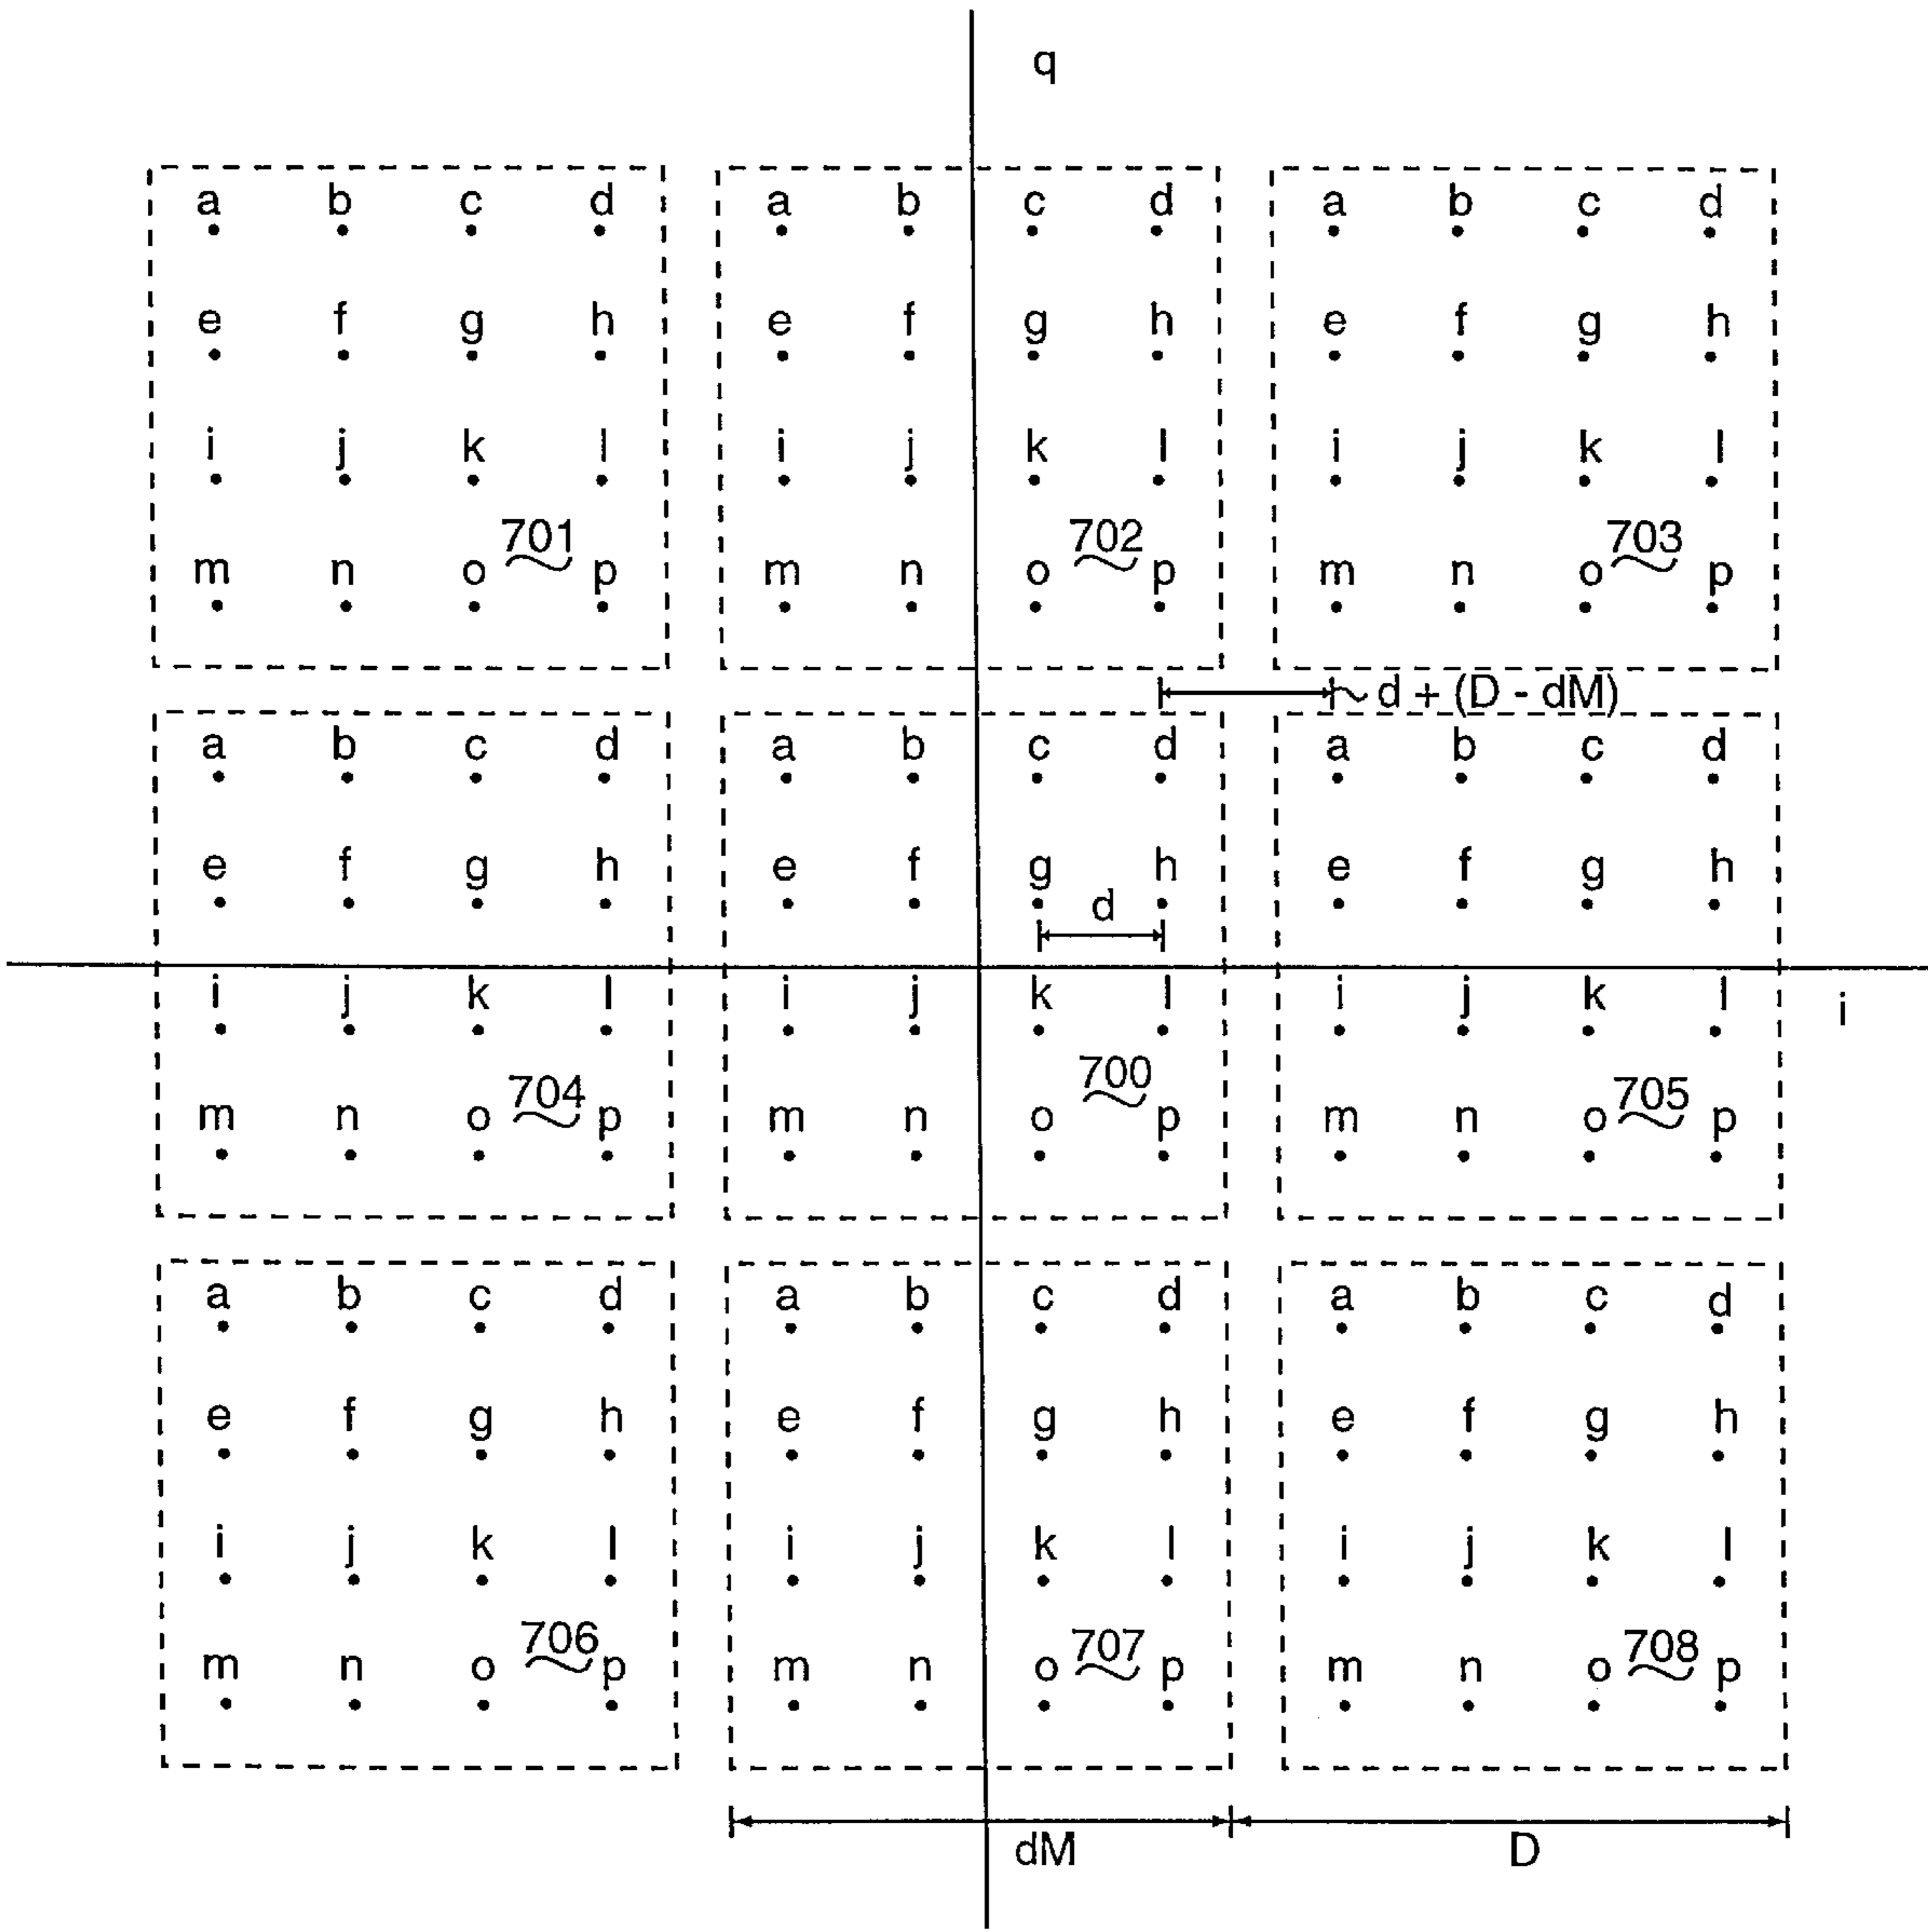 q
a b c d a b c d a b c d
e f g h e f g h e f g h
i j k l i j k l i j k l
701 702 703
m n o p m n o p m n o p
d + (D - dM)
a b c d a b c d a b c d
e f g h e f g h e f g h
d
i j k l i j k l i j k l
i
704 700 705
m n o p m n o p m n o p
a b c d a b c d a b c d
e f g h e f g h e f g h
i j k l i j k l i j k l
706 707 708
m n o p m n o p m n o p
dM D